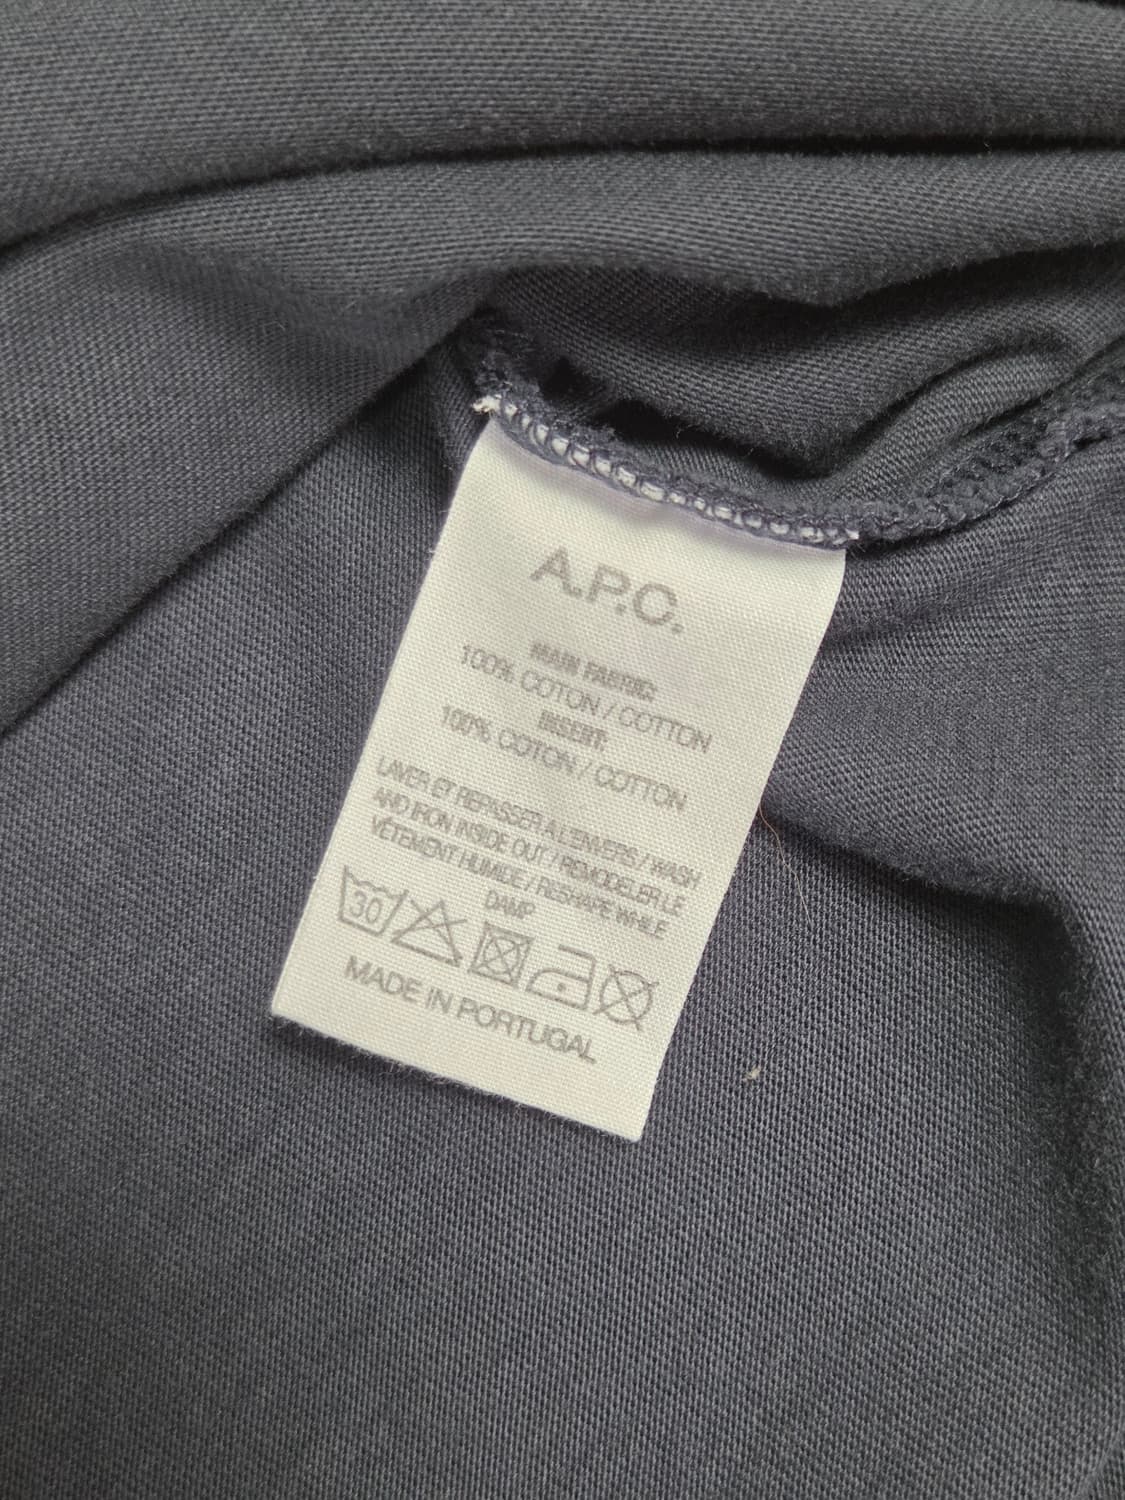 A.P.C.
MAIN FABRIC:
100% COTON / COTTON
INSERT:
100% COTON / COTTON
LAVER ET REPASSER A L'ENVERS / WASH
AND IRON INSIDE OUT / REMODELER LE
VÊTEMENT HUMIDE / RESHAPE WHILE
DAMP
30
MADE IN PORTUGAL